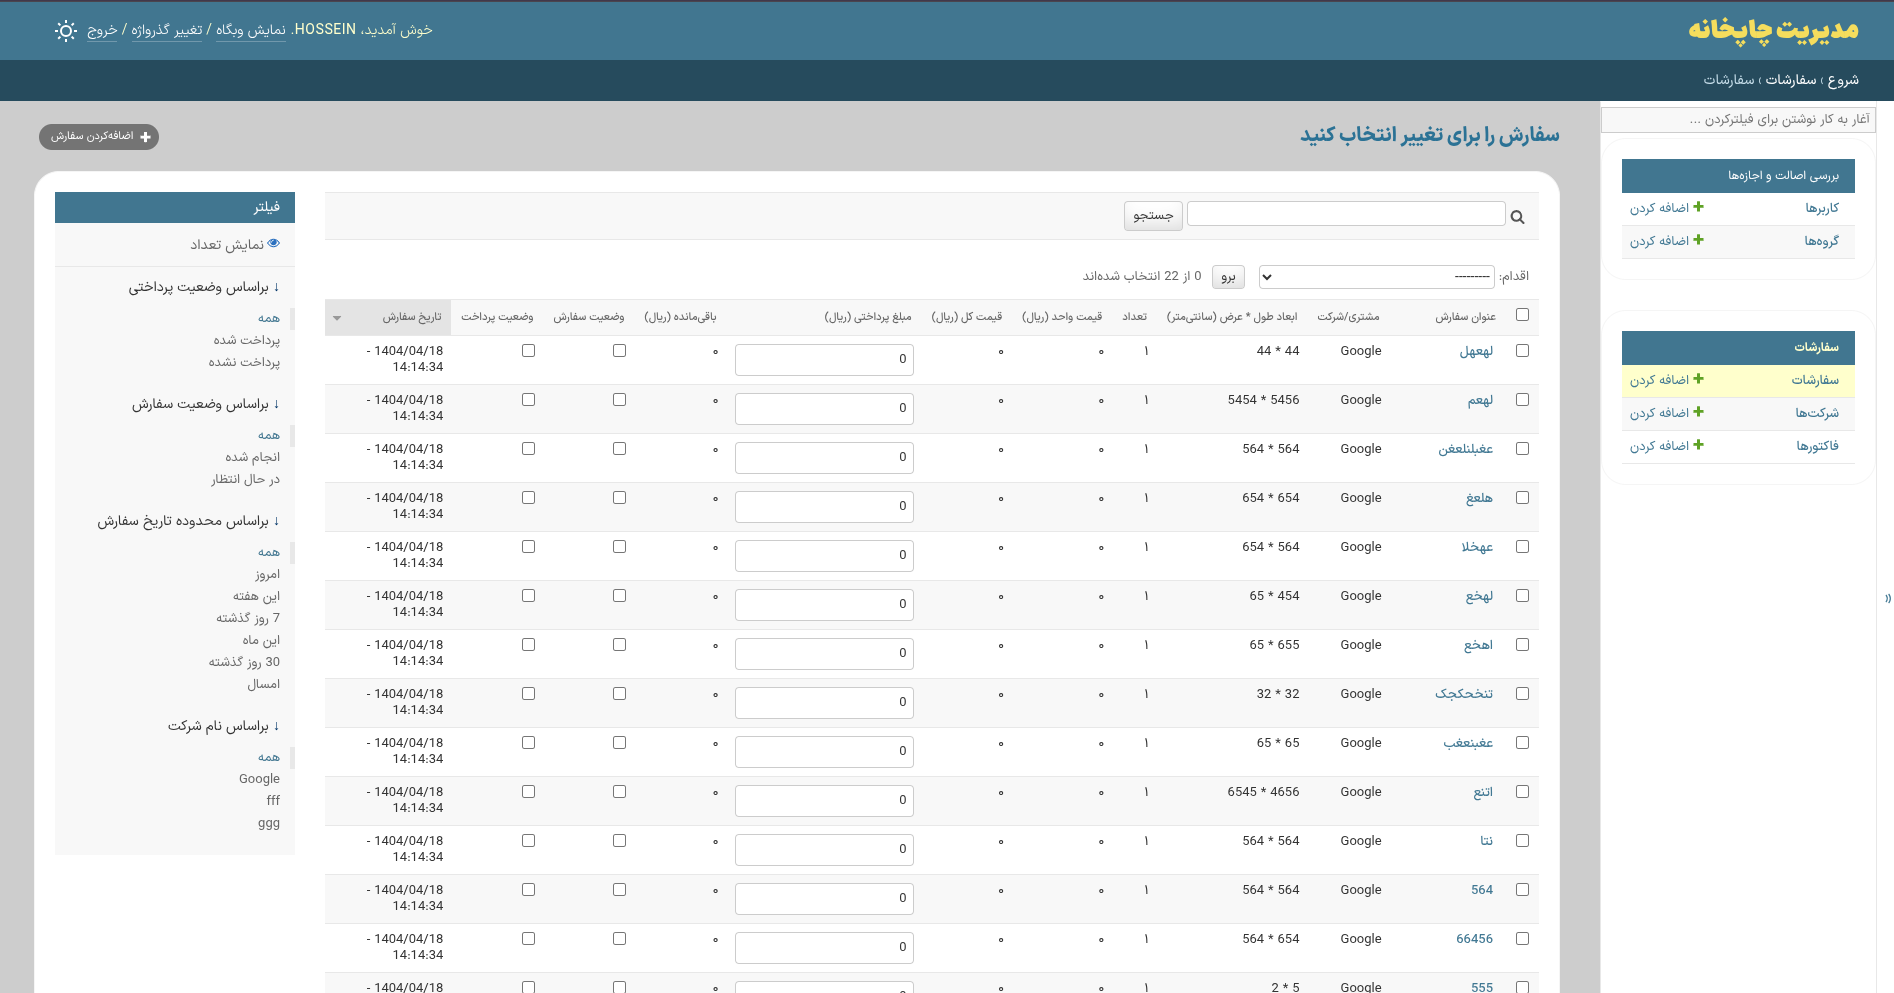 مدیریت چاپخانه
خوش آمدید، HOSSEIN. نمایش وبگاه / تغییر گذرواژه / خروج
شروع › سفارشات › سفارشات
آغار به کار نوشتن برای فیلترکردن ...
بررسی اصالت و اجازه‌ها
کاربرها اضافه کردن
گروه‌ها اضافه کردن
سفارشات
سفارشات اضافه کردن
شرکت‌ها اضافه کردن
فاکتورها اضافه کردن
سفارش را برای تغییر انتخاب کنید
اضافه‌کردن سفارش
جستجو
اقدام: --------- برو 0 از 22 انتخاب شده‌اند
عنوان سفارش مشتری/شرکت ابعاد طول * عرض (سانتی‌متر) تعداد قیمت واحد (ریال) قیمت کل (ریال) مبلغ پرداختی (ریال) باقی‌مانده (ریال) وضعیت سفارش وضعیت پرداخت تاریخ سفارش
لهعهل Google 44 * 44 ۱ ۰ ۰ 0 ۰ 1404/04/18 -
14:14:34
لهعم Google 5456 * 5454 ۱ ۰ ۰ 0 ۰ 1404/04/18 -
14:14:34
عغبلنلعغن Google 564 * 564 ۱ ۰ ۰ 0 ۰ 1404/04/18 -
14:14:34
هلعغ Google 654 * 654 ۱ ۰ ۰ 0 ۰ 1404/04/18 -
14:14:34
عهخلا Google 564 * 654 ۱ ۰ ۰ 0 ۰ 1404/04/18 -
14:14:34
لهخع Google 454 * 65 ۱ ۰ ۰ 0 ۰ 1404/04/18 -
14:14:34
اهخع Google 655 * 65 ۱ ۰ ۰ 0 ۰ 1404/04/18 -
14:14:34
تنخحکجک Google 32 * 32 ۱ ۰ ۰ 0 ۰ 1404/04/18 -
14:14:34
عغبنعغب Google 65 * 65 ۱ ۰ ۰ 0 ۰ 1404/04/18 -
14:14:34
اتنع Google 4656 * 6545 ۱ ۰ ۰ 0 ۰ 1404/04/18 -
14:14:34
نتا Google 564 * 564 ۱ ۰ ۰ 0 ۰ 1404/04/18 -
14:14:34
564 Google 564 * 564 ۱ ۰ ۰ 0 ۰ 1404/04/18 -
14:14:34
66456 Google 654 * 564 ۱ ۰ ۰ 0 ۰ 1404/04/18 -
14:14:34
555 Google 5 * 2 ۱ ۰ ۰ ۰ 1404/04/18 -
فیلتر
نمایش تعداد
↓ براساس وضعیت پرداختی
همه
پرداخت شده
پرداخت نشده
↓ براساس وضعیت سفارش
همه
انجام شده
در حال انتظار
↓ براساس محدوده تاریخ سفارش
همه
امروز
این هفته
7 روز گذشته
این ماه
30 روز گذشته
امسال
↓ براساس نام شرکت
همه
Google
fff
ggg